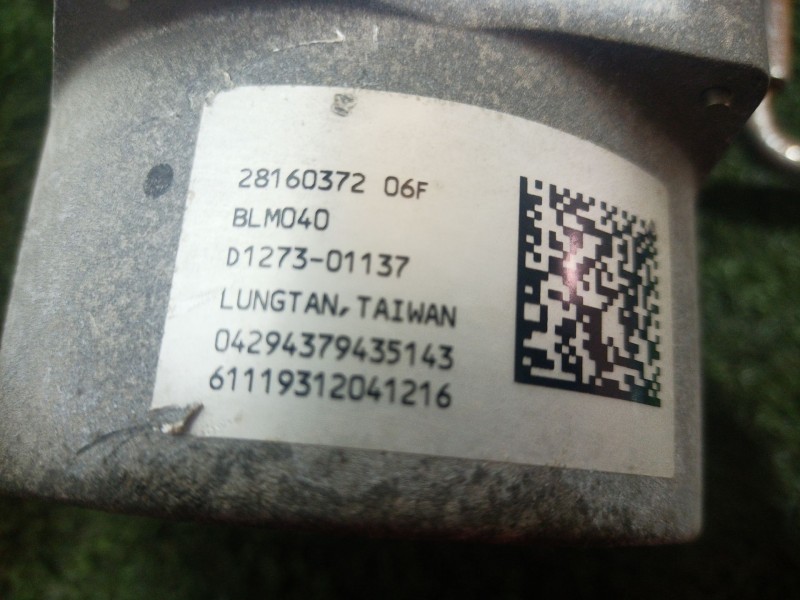 28160372 06F
BLM040
D1273-01137
LUNGTAN, TAIWAN
04294379435143
61119312041216